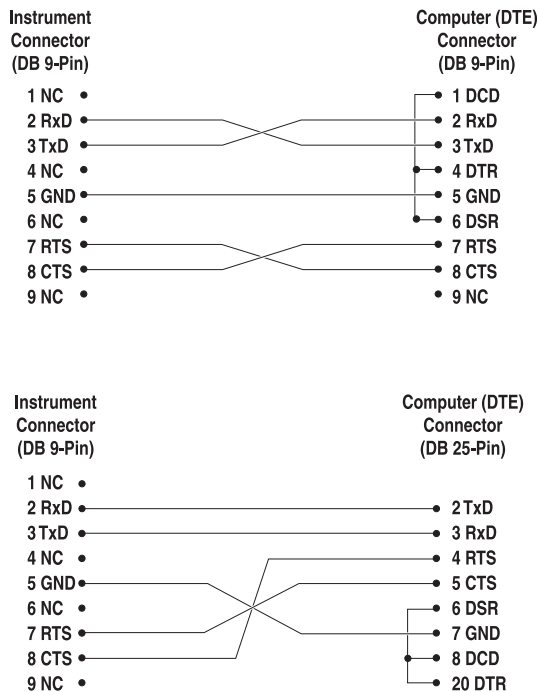 Instrument
Connector
(DB 9-Pin)
Computer (DTE)
Connector
(DB 9-Pin)
1 NC
1 DCD
2 RxD
2 RxD
3 TxD
3 TxD
4 NC
4 DTR
5 GND
5 GND
6 NC
6 DSR
7 RTS
7 RTS
8 CTS
8 CTS
9 NC
9 NC
Instrument
Connector
(DB 9-Pin)
Computer (DTE)
Connector
(DB 25-Pin)
1 NC
2 RxD
2 TxD
3 TxD
3 RxD
4 NC
4 RTS
5 GND
5 CTS
6 NC
6 DSR
7 RTS
7 GND
8 CTS
8 DCD
9 NC
20 DTR